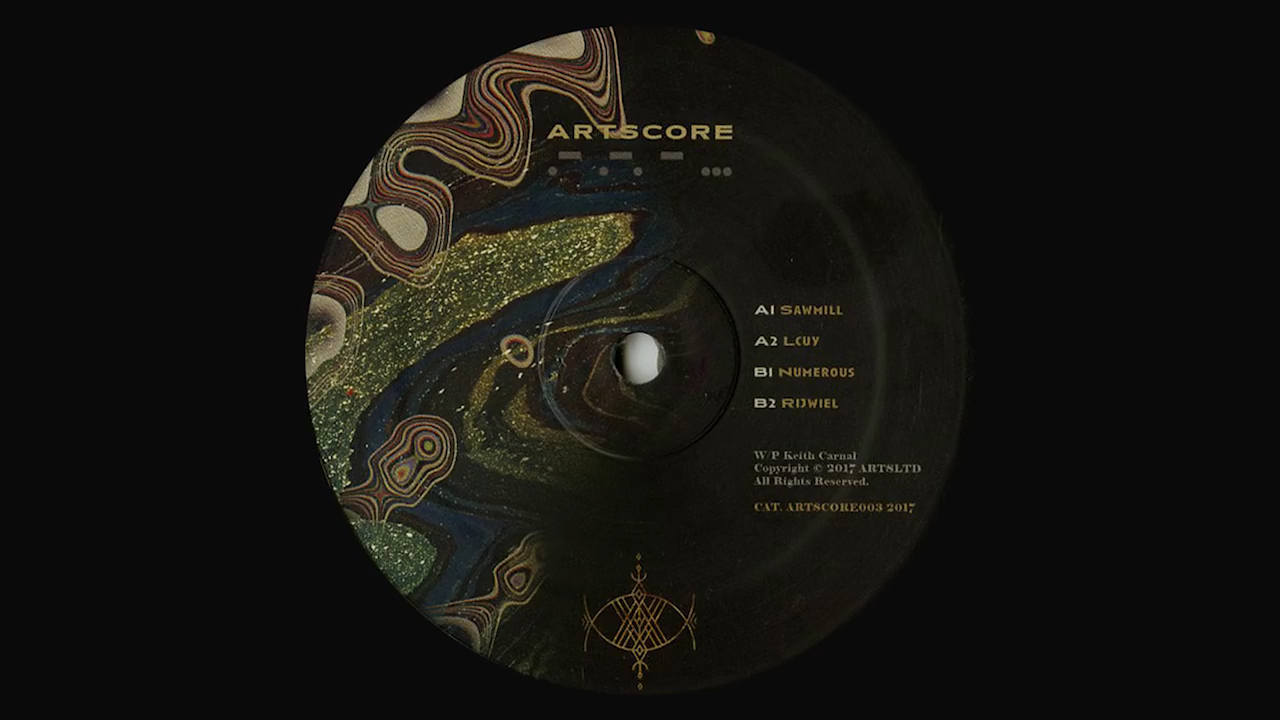 ARTSCORE
A1 SAWMILL
A2 LCUY
B1 NUMEROUS
B2 RIJWIEL
W/P Keith Carnal
Copyright © 2017 ARTSLTD
All Rights Reserved.
CAT. ARTSCORE003 2017